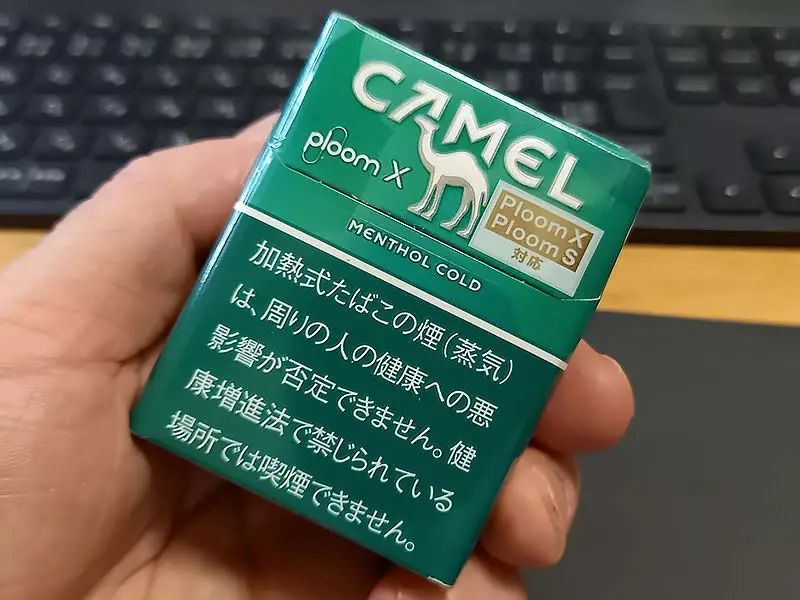 CAMEL
ploom X
Ploom X
Ploom S
対応
MENTHOL COLD
加熱式たばこの煙(蒸気)
は、周りの人の健康への悪
影響が否定できません。健
康増進法で禁じられている
場所では喫煙できません。